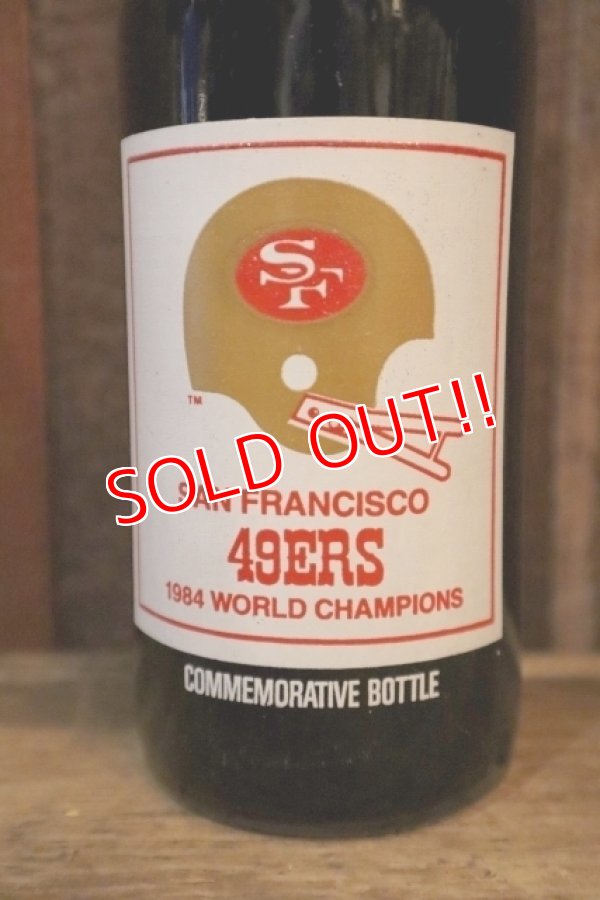 SF
TM
SOLD OUT!!
SAN FRANCISCO
49ERS
1984 WORLD CHAMPIONS
COMMEMORATIVE BOTTLE